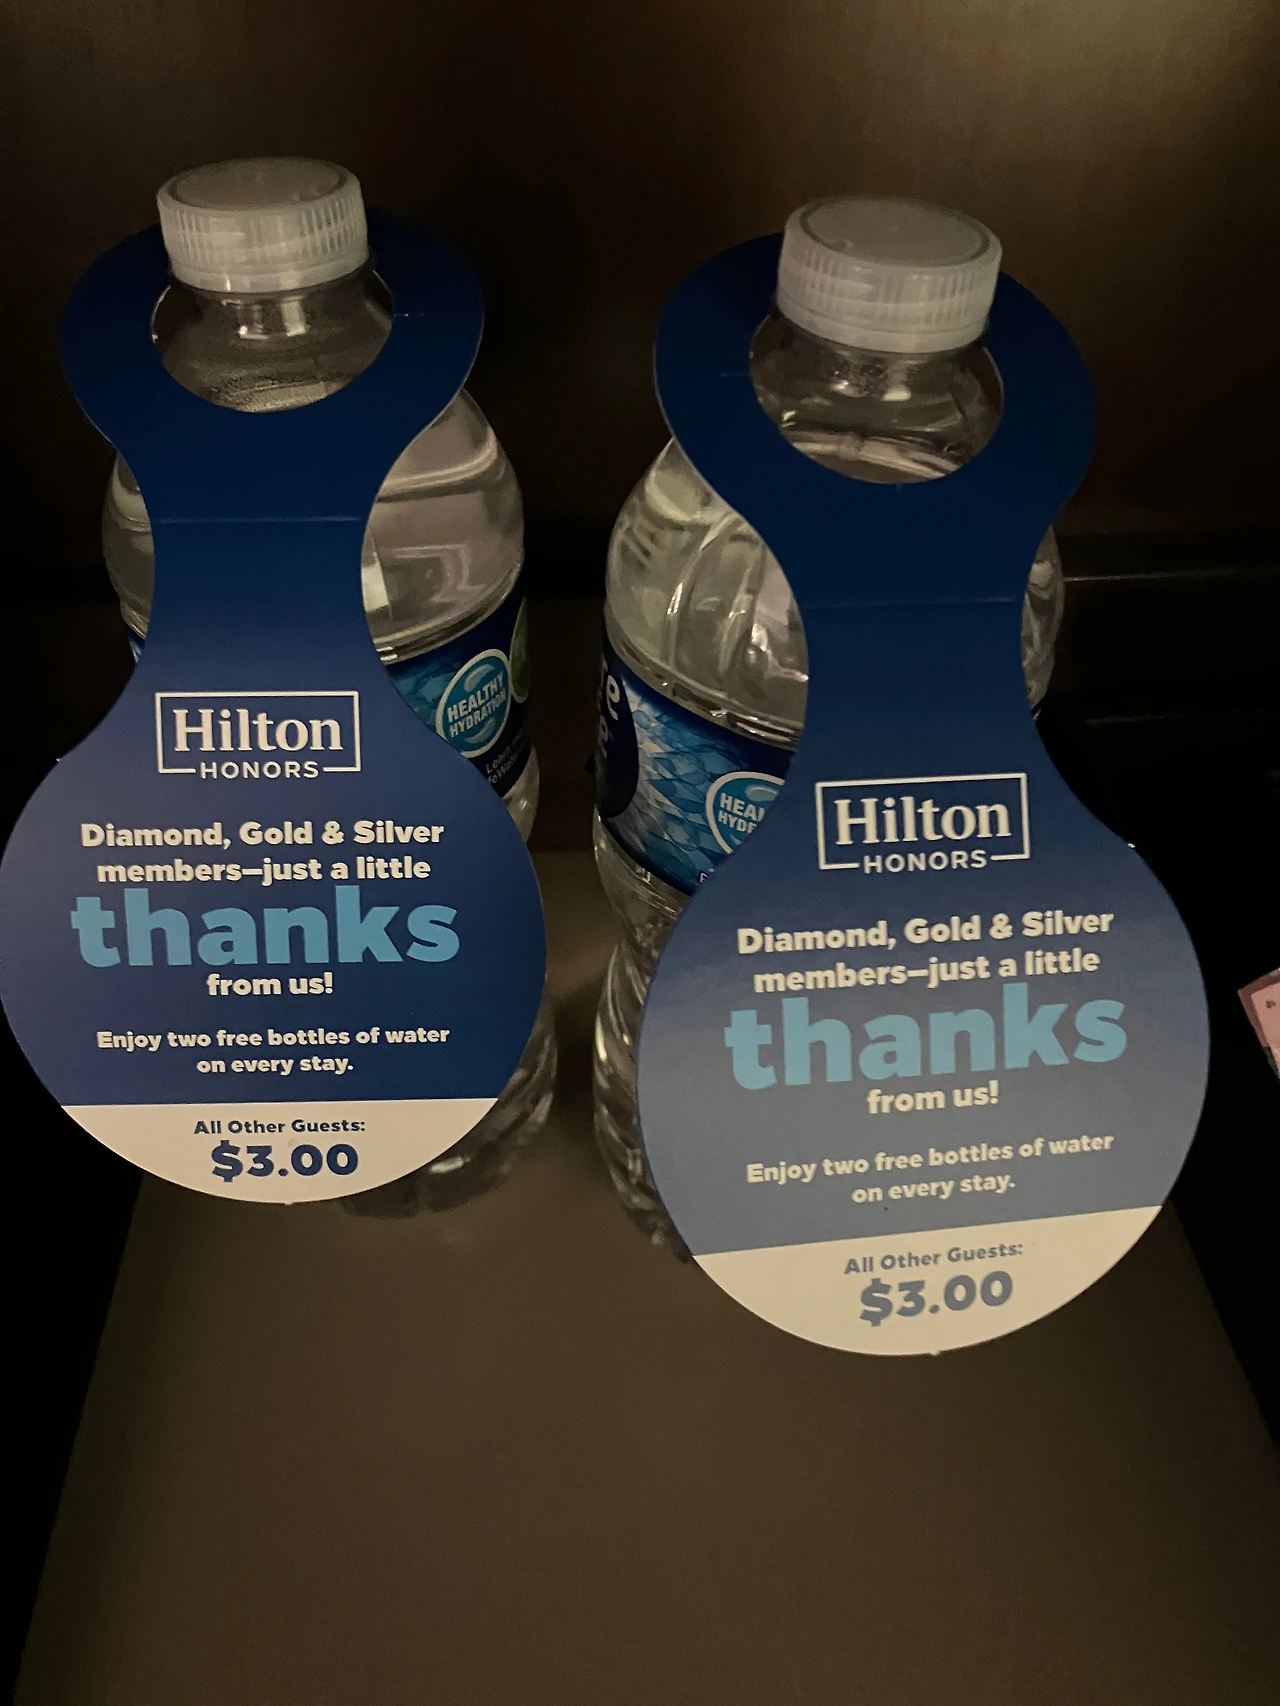 Hilton
HONORS
Diamond, Gold & Silver
members—just a little
thanks
from us!
Enjoy two free bottles of water
on every stay.
All Other Guests:
$3.00
HEALTHY
HYDRATION
Hilton
HONORS
Diamond, Gold & Silver
members—just a little
thanks
from us!
Enjoy two free bottles of water
on every stay.
All Other Guests:
$3.00